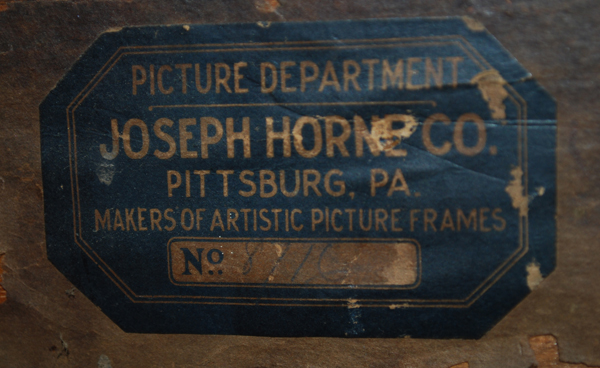 PICTURE DEPARTMENT
JOSEPH HORNE CO.
PITTSBURG, PA.
MAKERS OF ARTISTIC PICTURE FRAMES
No.